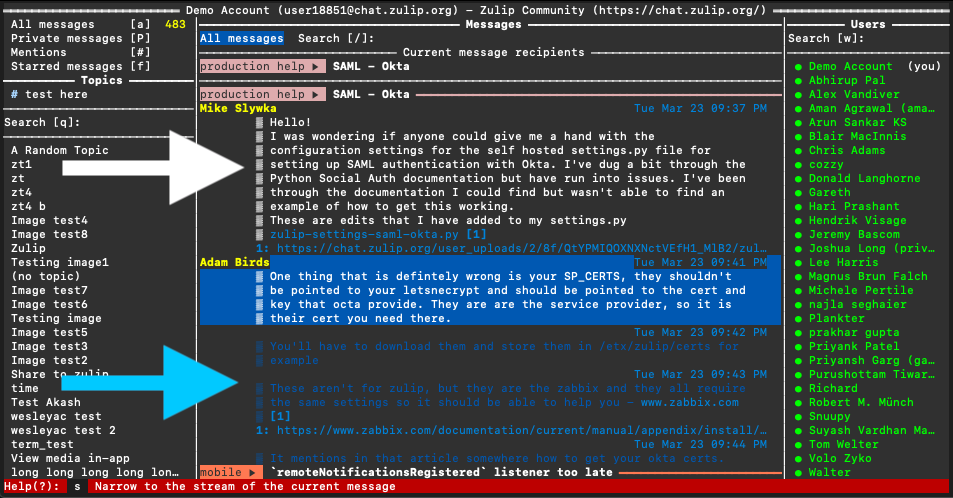 Demo Account (user18851@chat.zulip.org) - Zulip Community (https://chat.zulip.org/)
All messages [a] 483
Private messages [P]
Mentions [#]
Starred messages [f]
Topics
# test here
Search [q]:
A Random Topic
zt1
zt
zt4
zt4 b
Image test4
Image test8
Zulip
Testing image1
(no topic)
Image test7
Image test6
Testing image
Image test5
Image test3
Image test2
Share to zulip
time
Test Akash
wesleyac test
wesleyac test 2
term_test
View media in-app
long long long long lon…
Messages
All messages Search [/]:
Current message recipients
production help ▶ SAML - Okta
production help ▶ SAML - Okta
Mike Slywka Tue Mar 23 09:37 PM
Hello!
I was wondering if anyone could give me a hand with the
configuration settings for the self hosted settings.py file for
setting up SAML authentication with Okta. I've dug a bit through the
Python Social Auth documentation but have run into issues. I've been
through the documentation I could find but wasn't able to find an
example of how to get this working.
These are edits that I have added to my settings.py
zulip-settings-saml-okta.py [1]
1: https://chat.zulip.org/user_uploads/2/8f/QtYPMIQOXNXNctVEfH1_MlB2/zul…
Adam Birds Tue Mar 23 09:41 PM
One thing that is defintely wrong is your SP_CERTS, they shouldn't
be pointed to your letsnecrypt and should be pointed to the cert and
key that octa provide. They are are the service provider, so it is
their cert you need there.
Tue Mar 23 09:42 PM
You'll have to download them and store them in /etx/zulip/certs for
example
Tue Mar 23 09:43 PM
These aren't for zulip, but they are the zabbix and they all require
the same settings so it should be able to help you - www.zabbix.com
[1]
1: https://www.zabbix.com/documentation/current/manual/appendix/install/…
Tue Mar 23 09:44 PM
It mentions in that article somewhere how to get your okta certs.
mobile ▶ `remoteNotificationsRegistered` listener too late
Users
Search [w]:
Demo Account (you)
Abhirup Pal
Alex Vandiver
Aman Agrawal (ama…
Arun Sankar KS
Blair MacInnis
Chris Adams
cozzy
Donald Langhorne
Gareth
Hari Prashant
Hendrik Visage
Jeremy Bascom
Joshua Long (priv…
Lee Harris
Magnus Brun Falch
Michele Pertile
najla seghaier
Plankter
prakhar gupta
Priyank Patel
Priyansh Garg (ga…
Purushottam Tiwar…
Richard
Robert M. Münch
Snuupy
Suyash Vardhan Ma…
Tom Welter
Volo Zyko
Walter
Help(?): s Narrow to the stream of the current message